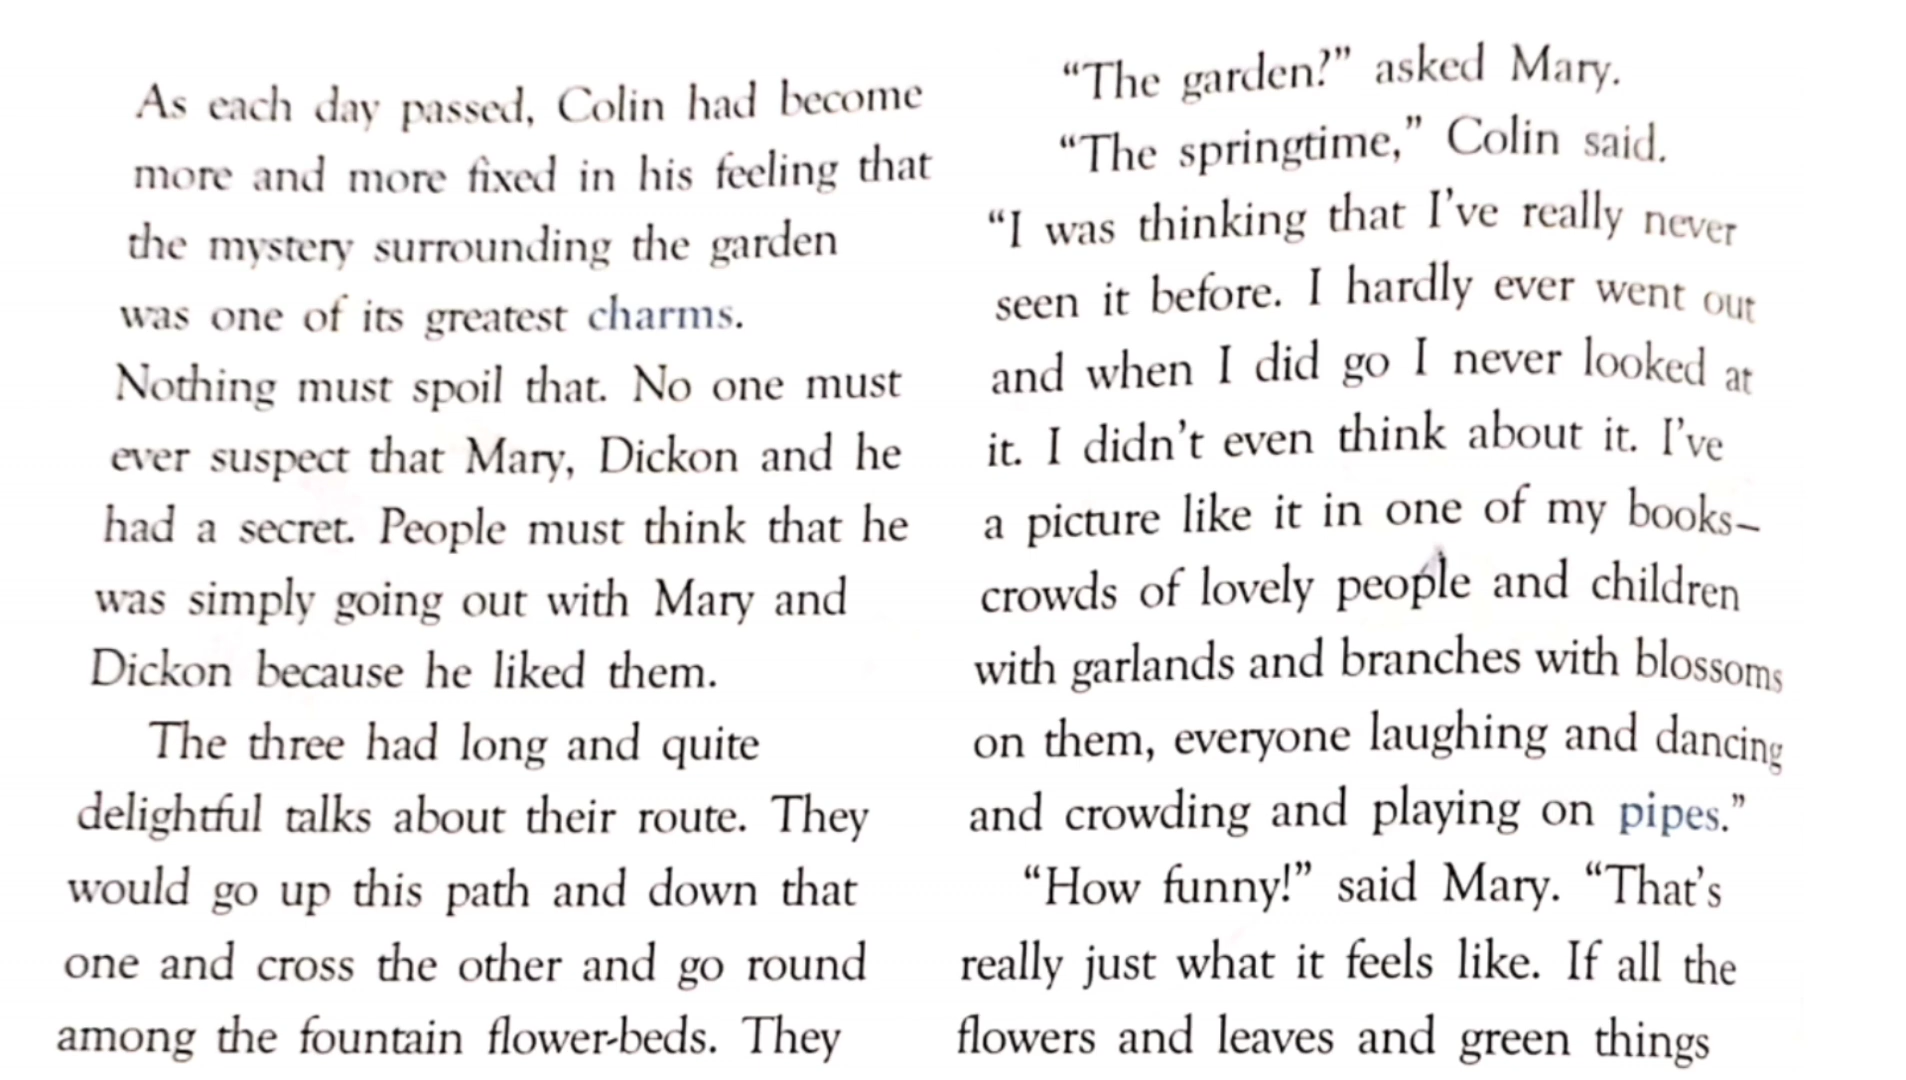 As each day passed, Colin had become
more and more fixed in his feeling that
the mystery surrounding the garden
was one of its greatest charms.
Nothing must spoil that. No one must
ever suspect that Mary, Dickon and he
had a secret. People must think that he
was simply going out with Mary and
Dickon because he liked them.
The three had long and quite
delightful talks about their route. They
would go up this path and down that
one and cross the other and go round
among the fountain flower-beds. They
“The garden?” asked Mary.
“The springtime,” Colin said.
“I was thinking that I’ve really never
seen it before. I hardly ever went out
and when I did go I never looked at
it. I didn’t even think about it. I’ve
a picture like it in one of my books–
crowds of lovely people and children
with garlands and branches with blossoms
on them, everyone laughing and dancing
and crowding and playing on pipes.”
“How funny!” said Mary. “That’s
really just what it feels like. If all the
flowers and leaves and green things